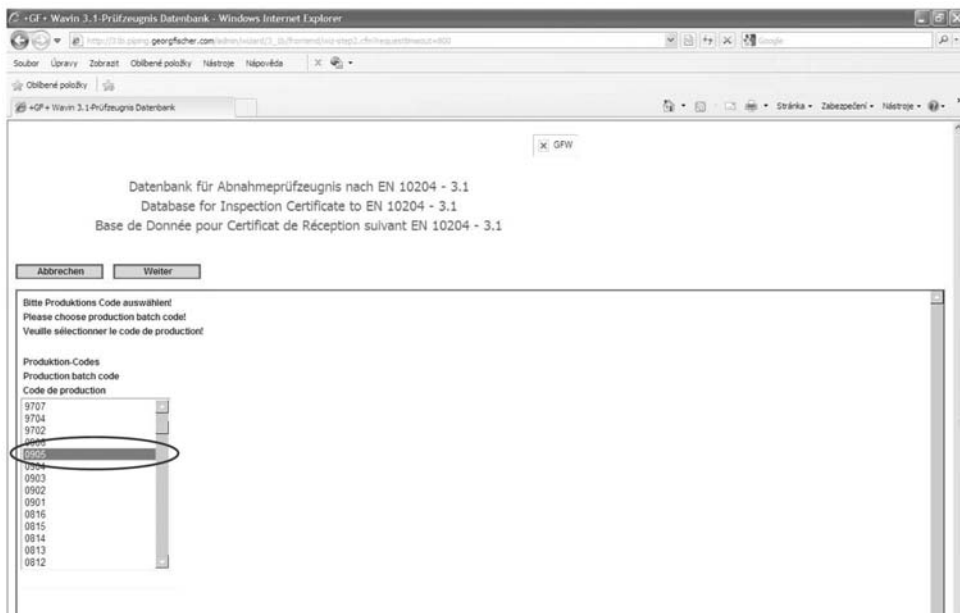 +GF+ Wavin 3.1-Prüfzeugnis Datenbank - Windows Internet Explorer
Google
Soubor Úpravy Zobrazit Oblíbené položky Nástroje Nápověda
Oblíbené položky
+GF+ Wavin 3.1-Prüfzeugnis Datenbank
Stránka Zabezpečení Nástroje
GFW
Datenbank für Abnahmeprüfzeugnis nach EN 10204 - 3.1
Database for Inspection Certificate to EN 10204 - 3.1
Base de Donnée pour Certificat de Réception suivant EN 10204 - 3.1
Abbrechen Weiter
Bitte Produktions Code auswählen!
Please choose production batch code!
Veuille sélectionner le code de production!
Produktion-Codes
Production batch code
Code de production
9707
9704
9702
0906
0905
0904
0903
0902
0901
0816
0815
0814
0813
0812